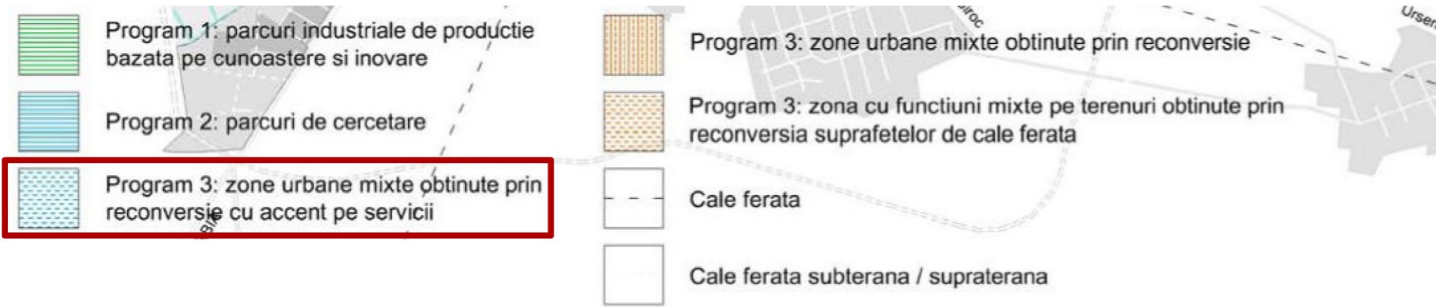 Program 1: parcuri industriale de productie
bazata pe cunoastere si inovare
Program 2: parcuri de cercetare
Program 3: zone urbane mixte obtinute prin
reconversie cu accent pe servicii
Program 3: zone urbane mixte obtinute prin reconversie
Program 3: zona cu functiuni mixte pe terenuri obtinute prin
reconversia suprafetelor de cale ferata
Cale ferata
Cale ferata subterana / supraterana